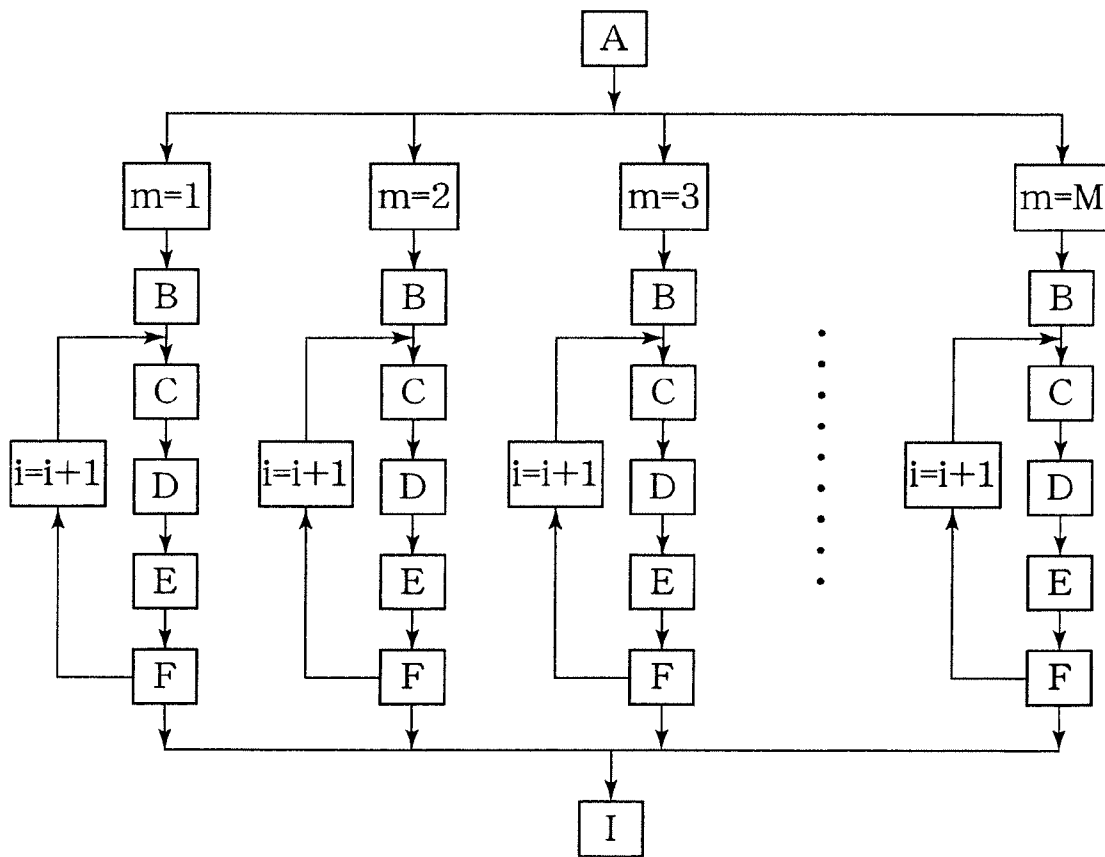 A
m=1 m=2 m=3 m=M
B B B B
C C C C
i=i+1 D i=i+1 D i=i+1 D i=i+1 D
E E E E
F F F F
I